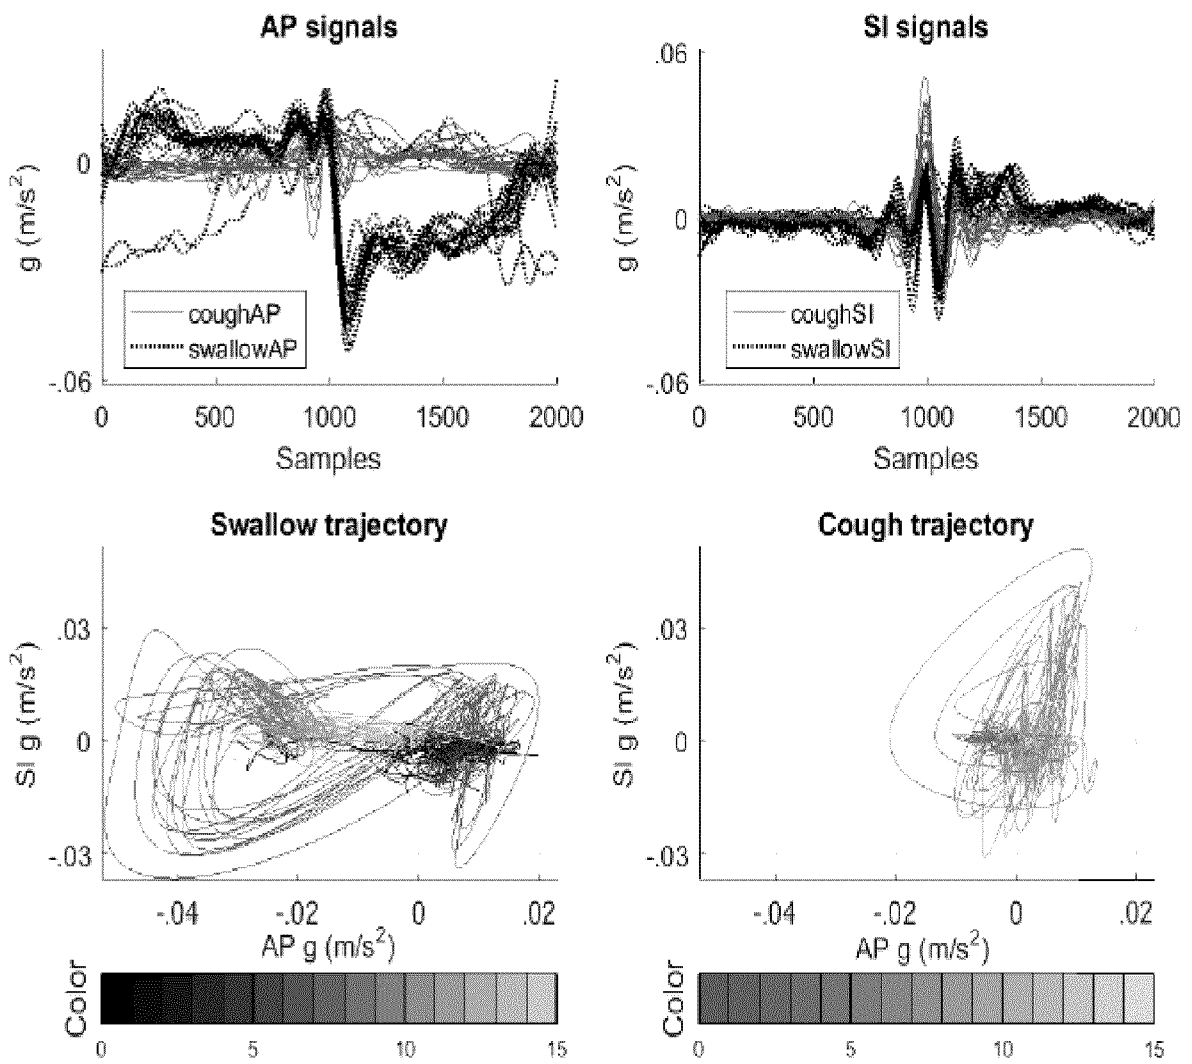 AP signals
0
g (m/s²)
coughAP
swallowAP
-.06
0 500 1000 1500 2000
Samples
SI signals
.06
0
g (m/s²)
coughSI
swallowSI
-.06
0 500 1000 1500 2000
Samples
Swallow trajectory
.03
SI g (m/s²)
0
-.03
-.04 -.02 0 .02
AP g (m/s²)
Color
0 5 10 15
Cough trajectory
.03
SI g (m/s²)
0
-.03
-.04 -.02 0 .02
AP g (m/s²)
Color
0 5 10 15